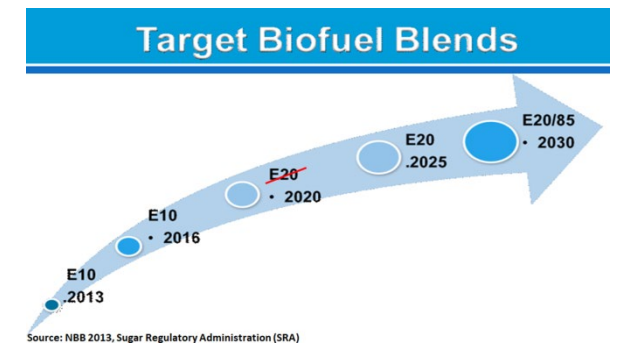 Target Biofuel Blends
E20/85
• 2030
E20
.2025
E20
• 2020
E10
• 2016
E10
.2013
Source: NBB 2013, Sugar Regulatory Administration (SRA)